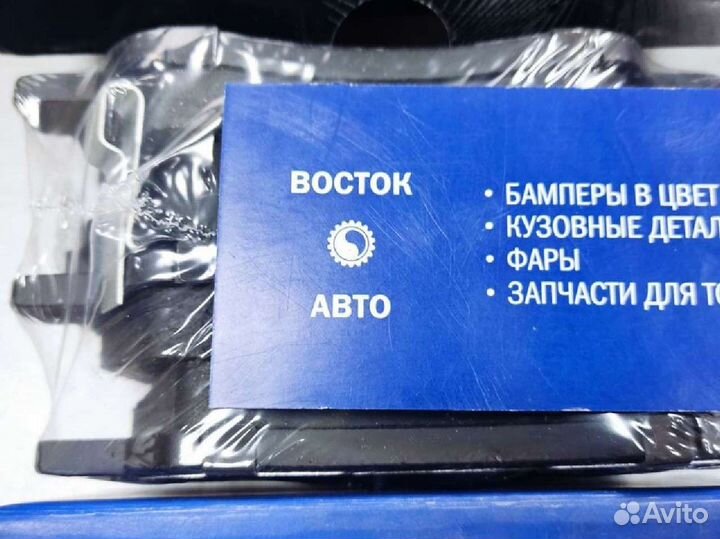 ВОСТОК
АВТО
• БАМПЕРЫ В ЦВЕТ
• КУЗОВНЫЕ ДЕТАЛ
• ФАРЫ
• ЗАПЧАСТИ ДЛЯ ТО
Avito